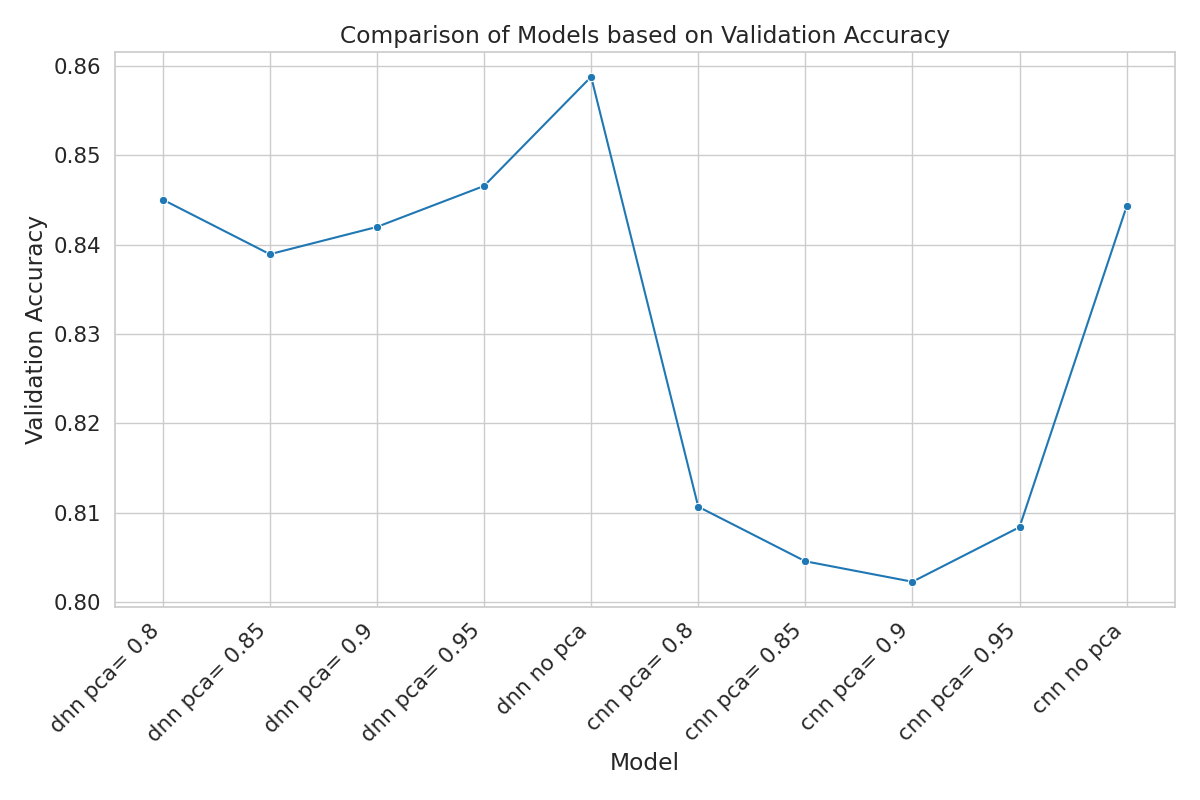 Comparison of Models based on Validation Accuracy
Validation Accuracy
0.86
0.85
0.84
0.83
0.82
0.81
0.80
dnn pca= 0.8
dnn pca= 0.85
dnn pca= 0.9
dnn pca= 0.95
dnn no pca
cnn pca= 0.8
cnn pca= 0.85
cnn pca= 0.9
cnn pca= 0.95
cnn no pca
Model